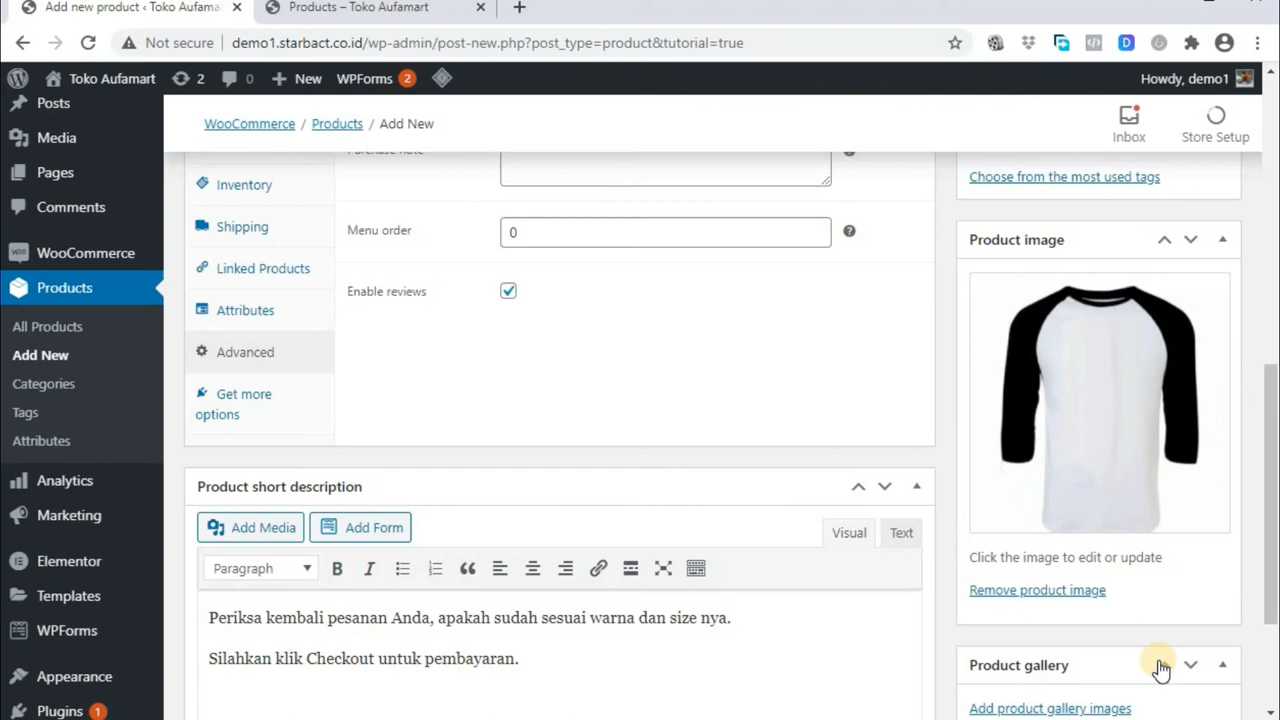 Add new product ‹ Toko Aufama
Products – Toko Aufamart
Not secure
demo1.starbact.co.id/wp-admin/post-new.php?post_type=product&tutorial=true
Toko Aufamart
2
0
New
WPForms 2
Howdy, demo1
Posts
Media
Pages
Comments
WooCommerce
Products
All Products
Add New
Categories
Tags
Attributes
Analytics
Marketing
Elementor
Templates
WPForms
Appearance
Plugins 1
WooCommerce / Products / Add New
Inbox
Store Setup
Purchase note
Inventory
Shipping
Linked Products
Attributes
Advanced
Get more
options
Menu order
0
Enable reviews
Product short description
Add Media
Add Form
Visual
Text
Paragraph
Periksa kembali pesanan Anda, apakah sudah sesuai warna dan size nya.
Silahkan klik Checkout untuk pembayaran.
Choose from the most used tags
Product image
Click the image to edit or update
Remove product image
Product gallery
Add product gallery images